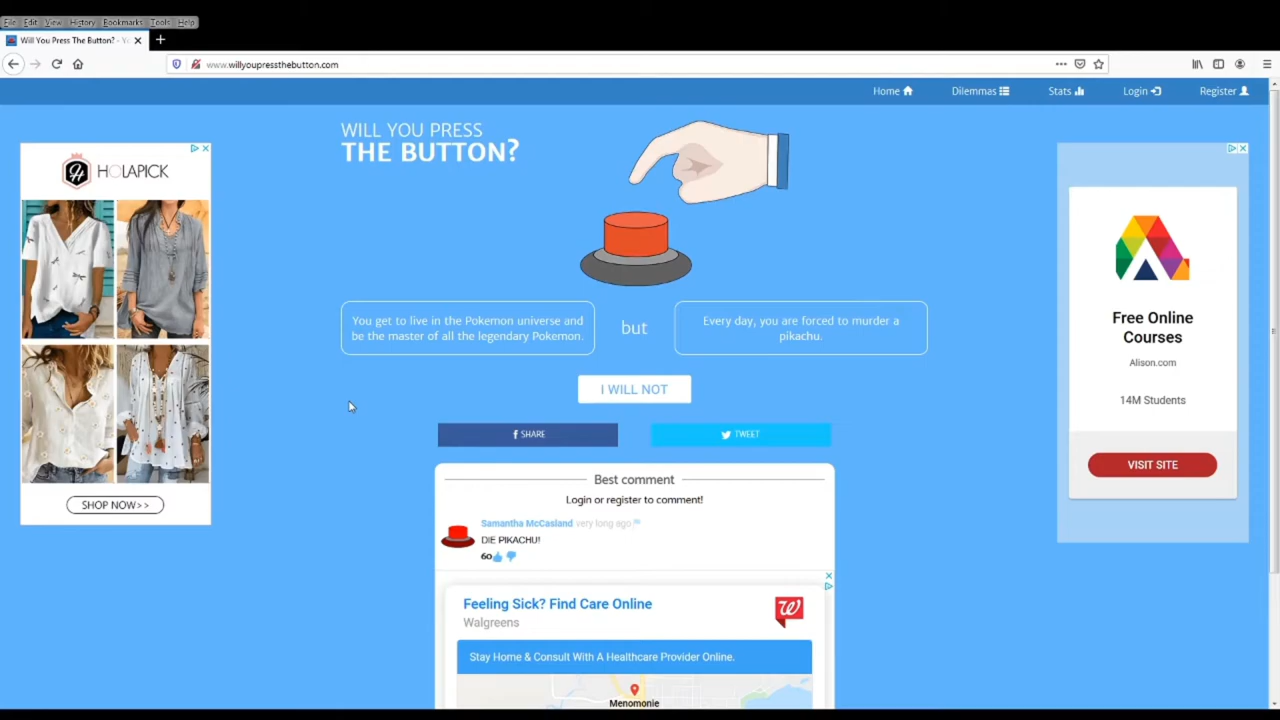 File Edit View History Bookmarks Tools Help
Will You Press The Button? - Yo
www.willyoupressthebutton.com
Home Dilemmas Stats Login Register
WILL YOU PRESS
THE BUTTON?
HOLAPICK
SHOP NOW>>
You get to live in the Pokemon universe and
be the master of all the legendary Pokemon.
but
Every day, you are forced to murder a
pikachu.
I WILL NOT
SHARE
TWEET
Best comment
Login or register to comment!
Samantha McCasland very long ago
DIE PIKACHU!
60
Feeling Sick? Find Care Online
Walgreens
Stay Home & Consult With A Healthcare Provider Online.
Menomonie
Free Online
Courses
Alison.com
14M Students
VISIT SITE